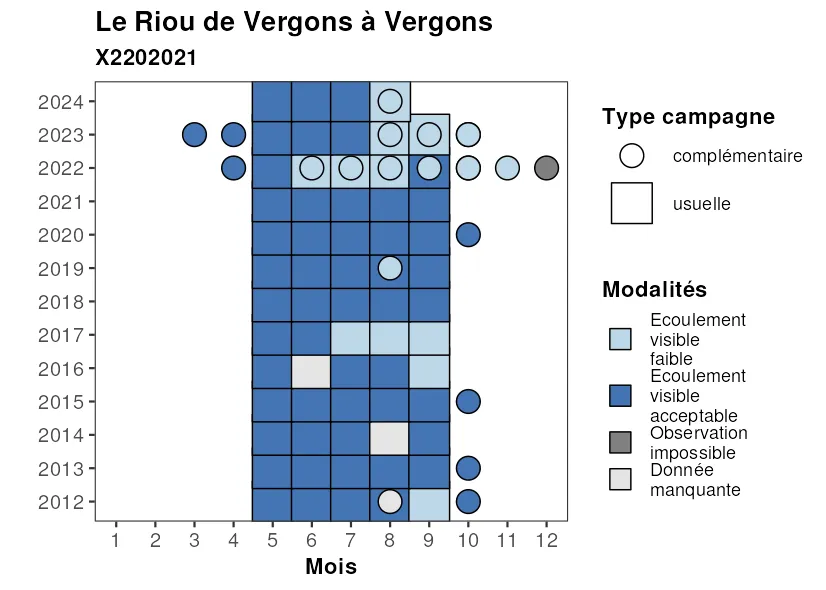 Le Riou de Vergons à Vergons
X2202021
2024
2023
2022
2021
2020
2019
2018
2017
2016
2015
2014
2013
2012
1 2 3 4 5 6 7 8 9 10 11 12
Mois
Type campagne
complémentaire
usuelle
Modalités
Ecoulement
visible
faible
Ecoulement
visible
acceptable
Observation
impossible
Donnée
manquante